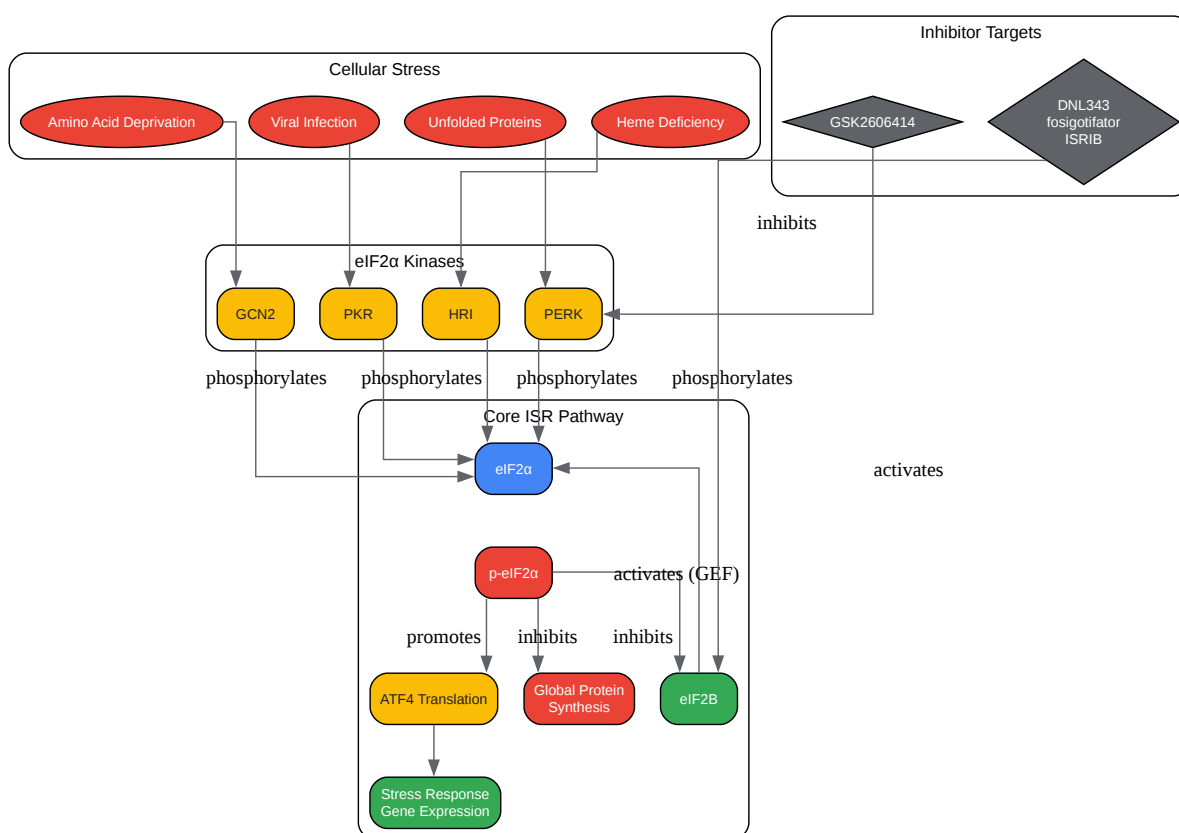 Inhibitor Targets
Cellular Stress
Amino Acid Deprivation
Viral Infection
Unfolded Proteins
Heme Deficiency
GSK2606414
DNL343
fosigotifator
ISRIB
inhibits
eIF2α Kinases
GCN2
PKR
HRI
PERK
phosphorylates
phosphorylates
phosphorylates
phosphorylates
Core ISR Pathway
eIF2α
activates
p-eIF2α
activates (GEF)
promotes
inhibits
inhibits
ATF4 Translation
Global Protein
Synthesis
eIF2B
Stress Response
Gene Expression